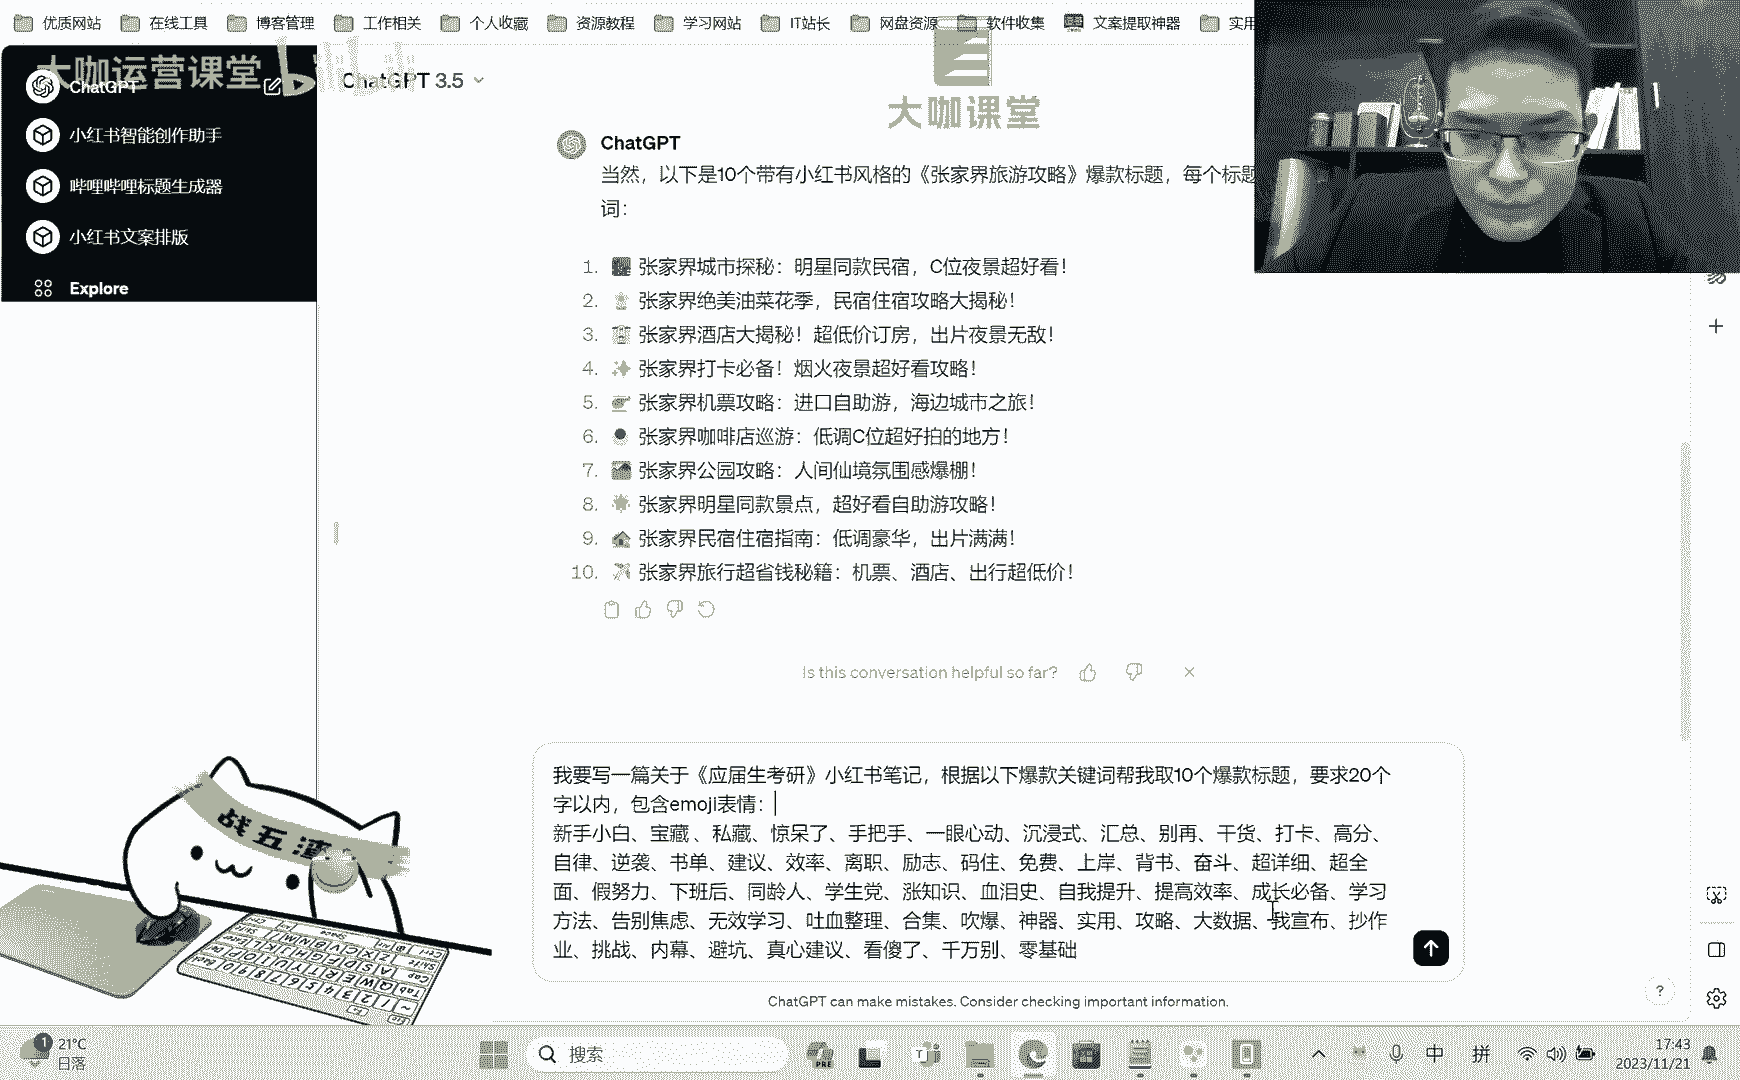 优质网站 在线工具 博客管理 工作相关 个人收藏 资源教程 学习网站 IT站长 网盘资源 软件收集 文案提取神器 实用
大咖运营课堂 bilibili
ChatGPT
小红书智能创作助手
哔哩哔哩标题生成器
小红书文案排版
Explore
ChatGPT 3.5
大咖课堂
ChatGPT
当然，以下是10个带有小红书风格的《张家界旅游攻略》爆款标题，每个标题
词：
1. 张家界城市探秘：明星同款民宿，C位夜景超好看！
2. 张家界绝美油菜花季，民宿住宿攻略大揭秘！
3. 张家界酒店大揭秘！超低价订房，出片夜景无敌！
4. ✨ 张家界打卡必备！烟火夜景超好看攻略！
5. 张家界机票攻略：进口自助游，海边城市之旅！
6. 张家界咖啡店巡游：低调C位超好拍的地方！
7. 张家界公园攻略：人间仙境氛围感爆棚！
8. 张家界明星同款景点，超好看自助游攻略！
9. 张家界民宿住宿指南：低调豪华，出片满满！
10. 张家界旅行超省钱秘籍：机票、酒店、出行超低价！
Is this conversation helpful so far?
我要写一篇关于《应届生考研》小红书笔记，根据以下爆款关键词帮我取10个爆款标题，要求20个
字以内，包含emoji表情：
新手小白、宝藏 、私藏、惊呆了、手把手、一眼心动、沉浸式、汇总、别再、干货、打卡、高分、
自律、逆袭、书单、建议、效率、离职、励志、码住、免费、上岸、背书、奋斗、超详细、超全
面、假努力、下班后、同龄人、学生党、涨知识、血泪史、自我提升、提高效率、成长必备、学习
方法、告别焦虑、无效学习、吐血整理、合集、吹爆、神器、实用、攻略、大数据、我宣布、抄作
业、挑战、内幕、避坑、真心建议、看傻了、千万别、零基础
ChatGPT can make mistakes. Consider checking important information.
?
战五渣
1
21°C
日落
搜索
PRE
中 拼
17:43
2023/11/21